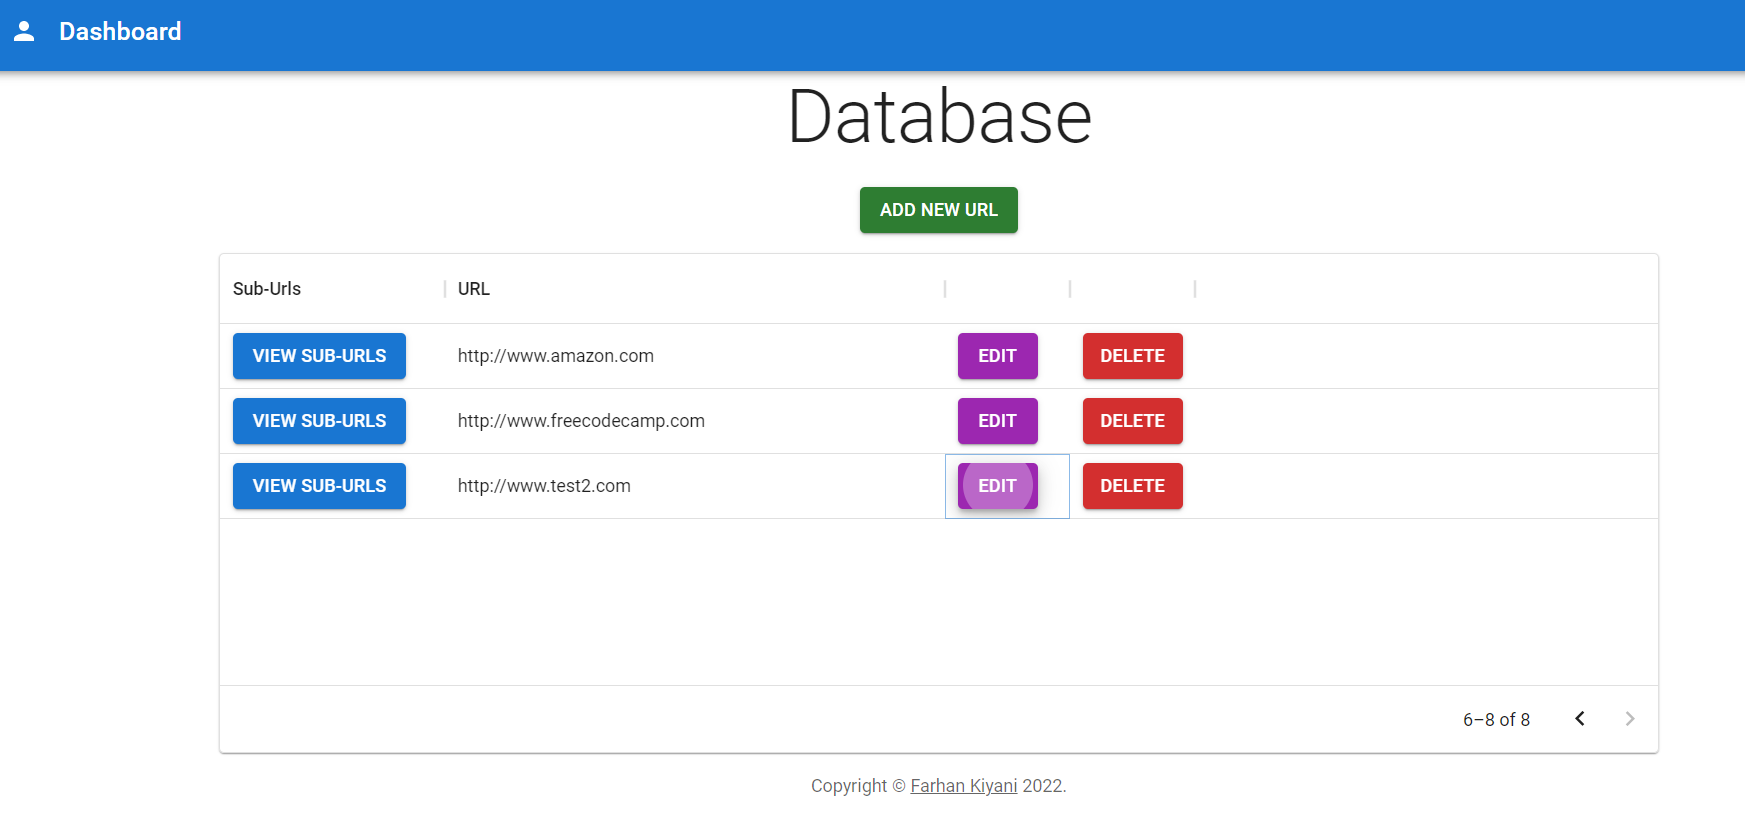 Dashboard
Database
ADD NEW URL
Sub-Urls URL
VIEW SUB-URLS http://www.amazon.com EDIT DELETE
VIEW SUB-URLS http://www.freecodecamp.com EDIT DELETE
VIEW SUB-URLS http://www.test2.com EDIT DELETE
6–8 of 8
Copyright © Farhan Kiyani 2022.